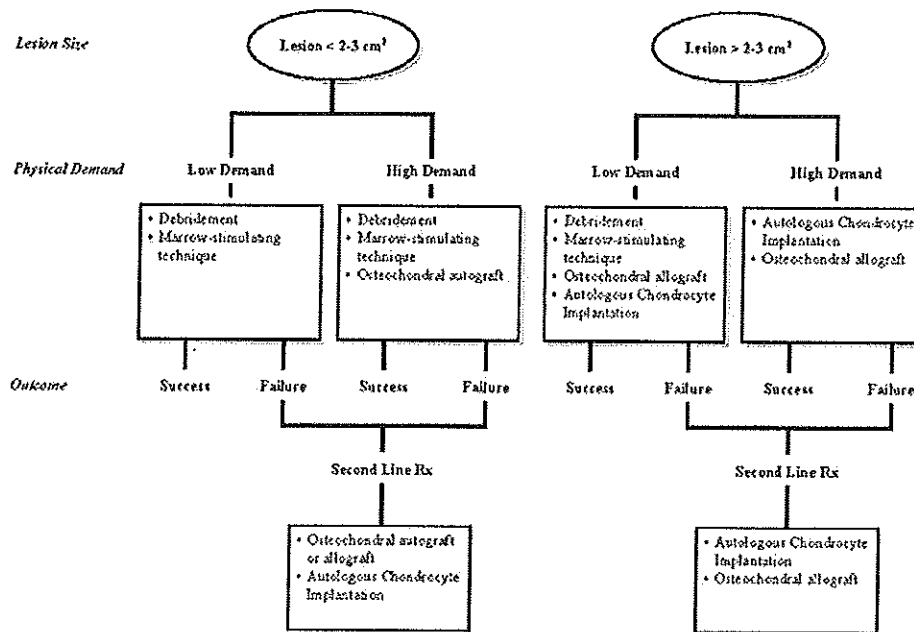 Lesion Size
Lesion < 2-3 cm²
Lesion > 2-3 cm²
Physical Demand
Low Demand
High Demand
Low Demand
High Demand
• Debridement
• Marrow-stimulating
technique
• Debridement
• Marrow-stimulating
technique
• Osteochondral autograft
• Debridement
• Marrow-stimulating
technique
• Osteochondral allograft
• Autologous Chondrocyte
Implantation
• Autologous Chondrocyte
Implantation
• Osteochondral allograft
Outcome
Success
Failure
Success
Failure
Success
Failure
Success
Failure
Second Line Rx
Second Line Rx
• Osteochondral autograft
or allograft
• Autologous Chondrocyte
Implantation
• Autologous Chondrocyte
Implantation
• Osteochondral allograft